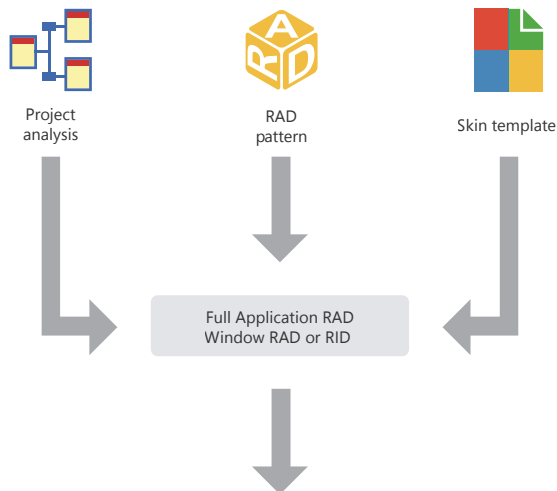 R A D
Project
analysis
RAD
pattern
Skin template
Full Application RAD
Window RAD or RID